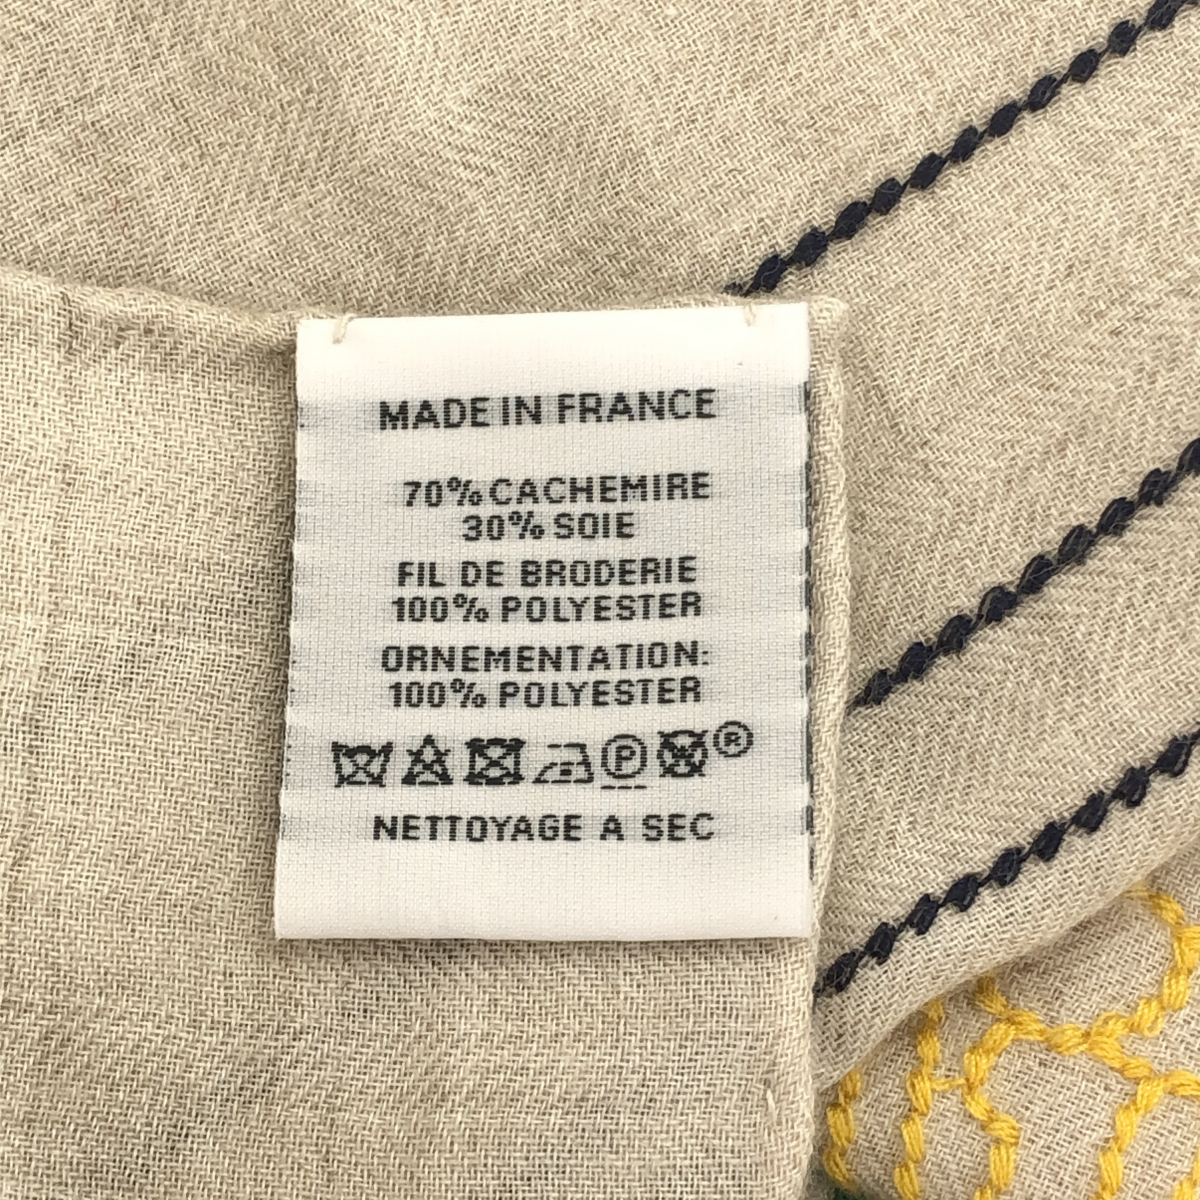 MADE IN FRANCE
70% CACHEMIRE
30% SOIE
FIL DE BRODERIE
100% POLYESTER
ORNEMENTATION:
100% POLYESTER
P W ®
NETTOYAGE A SEC